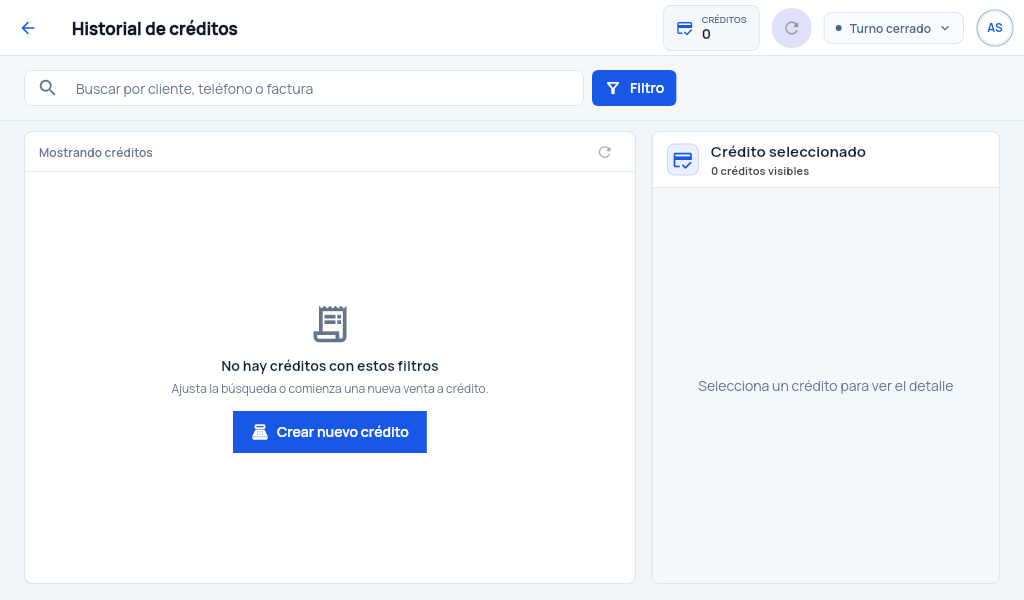 Historial de créditos
CRÉDITOS
0
Turno cerrado
AS
Buscar por cliente, teléfono o factura
Filtro
Mostrando créditos
No hay créditos con estos filtros
Ajusta la búsqueda o comienza una nueva venta a crédito.
Crear nuevo crédito
Crédito seleccionado
0 créditos visibles
Selecciona un crédito para ver el detalle